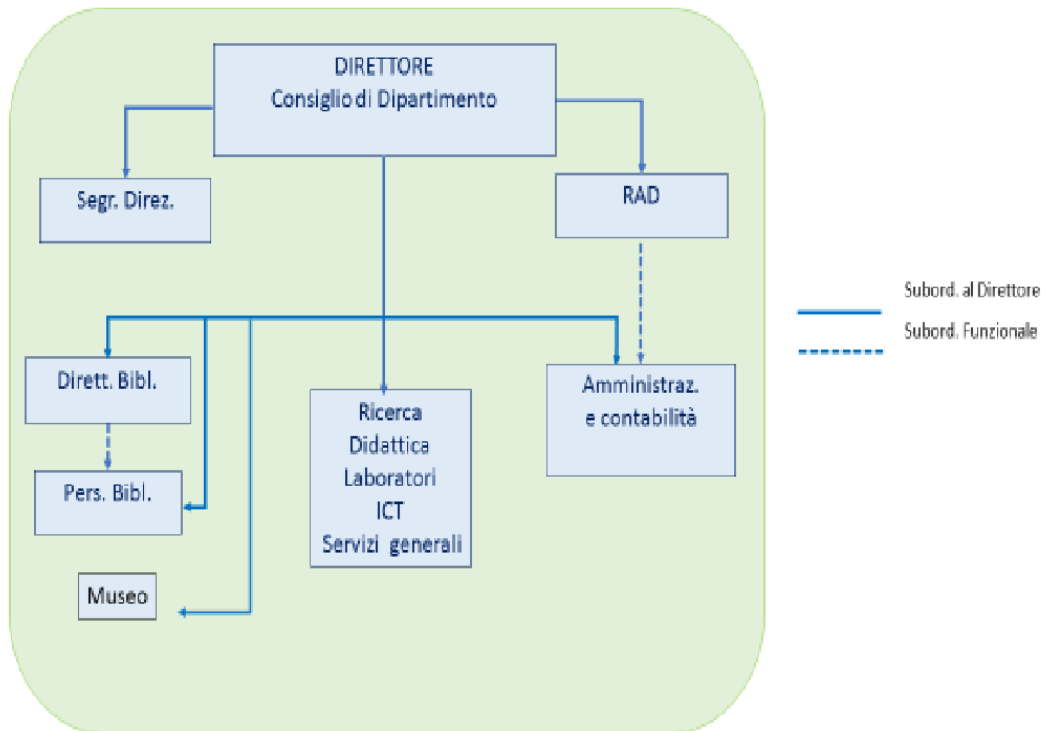 DIRETTORE
Consiglio di Dipartimento
Segr. Direz.
RAD
Subord. al Direttore
Subord. Funzionale
Dirett. Bibl.
Pers. Bibl.
Museo
Ricerca
Didattica
Laboratori
ICT
Servizi generali
Amministraz.
e contabilità